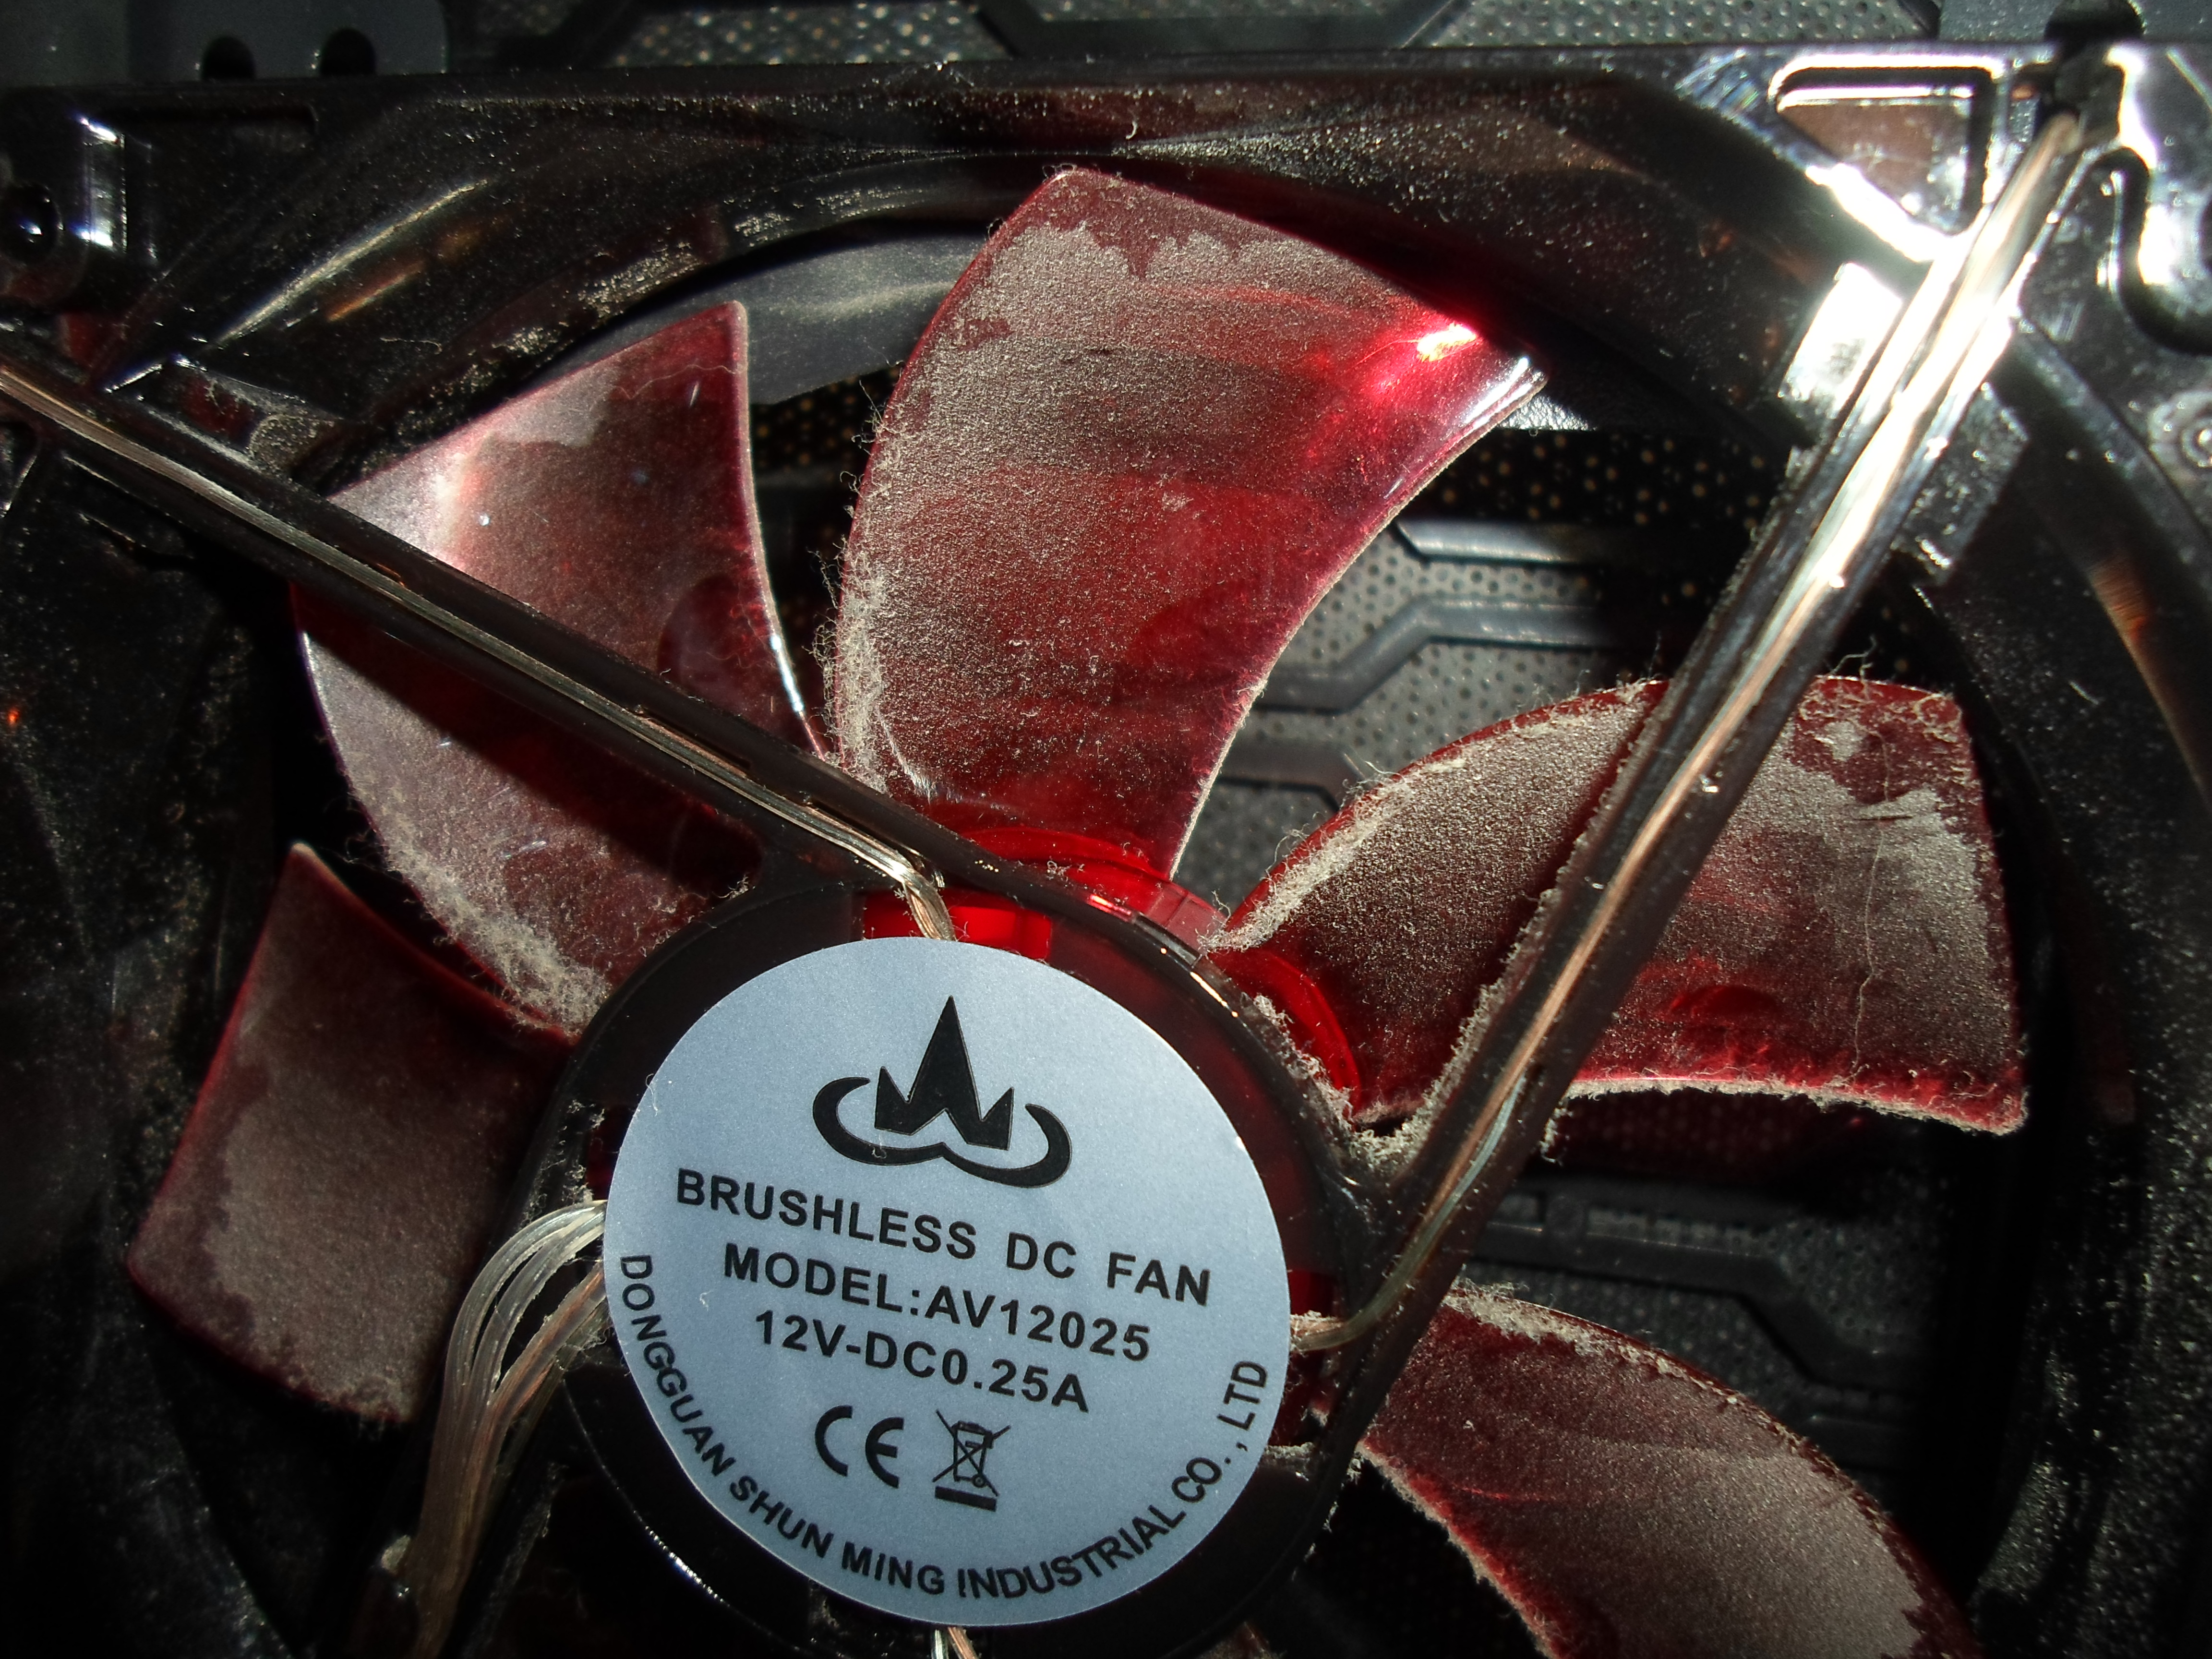 BRUSHLESS DC FAN
MODEL:AV12025
12V-DC0.25A
CE
DONGGUAN SHUN MING INDUSTRIAL CO., LTD